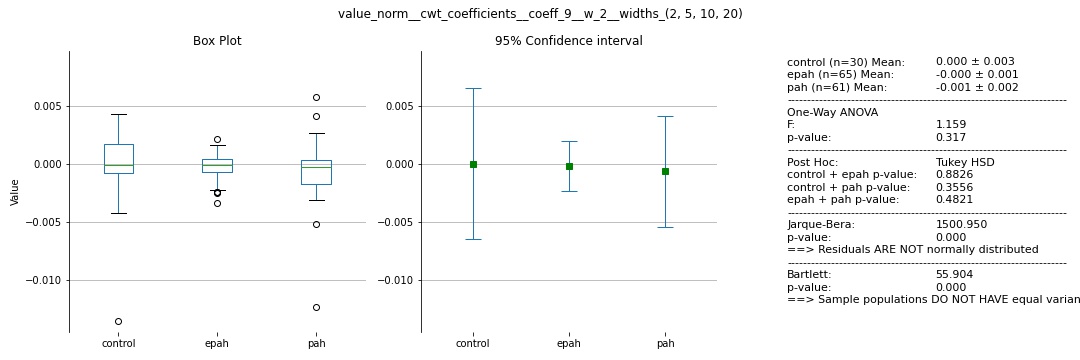 value_norm__cwt_coefficients__coeff_9__w_2__widths_(2, 5, 10, 20)
Box Plot
Value
0.005
0.000
−0.005
−0.010
control
epah
pah
95% Confidence interval
0.005
0.000
−0.005
−0.010
control
epah
pah
control (n=30) Mean: 0.000 ± 0.003
epah (n=65) Mean: -0.000 ± 0.001
pah (n=61) Mean: -0.001 ± 0.002
One-Way ANOVA
F: 1.159
p-value: 0.317
Post Hoc: Tukey HSD
control + epah p-value: 0.8826
control + pah p-value: 0.3556
epah + pah p-value: 0.4821
Jarque-Bera: 1500.950
p-value: 0.000
==> Residuals ARE NOT normally distributed
Bartlett: 55.904
p-value: 0.000
==> Sample populations DO NOT HAVE equal varian